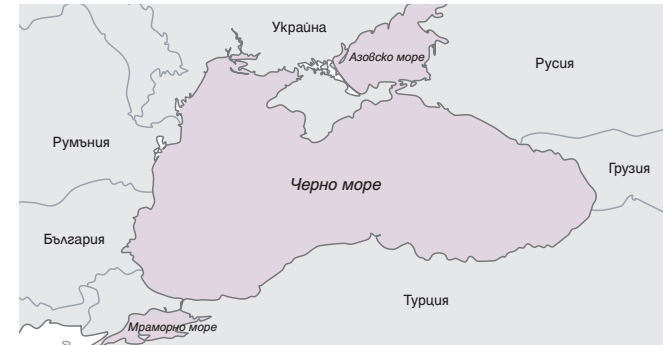 Украйна
Азовско море
Русия
Румъния
Грузия
Черно море
България
Турция
Мраморно море